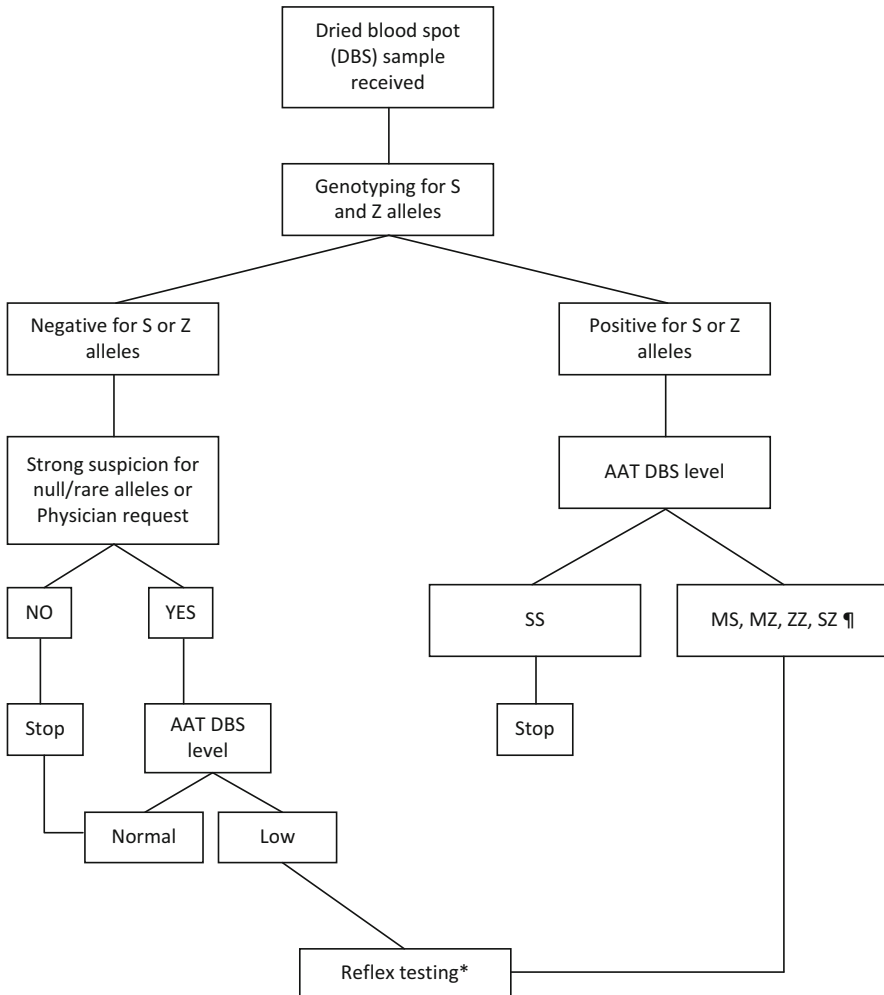 Dried blood spot
(DBS) sample
received
Genotyping for S
and Z alleles
Negative for S or Z
alleles
Positive for S or Z
alleles
Strong suspicion for
null/rare alleles or
Physician request
AAT DBS level
NO
YES
SS
MS, MZ, ZZ, SZ ¶
Stop
AAT DBS
level
Stop
Normal
Low
Reflex testing*